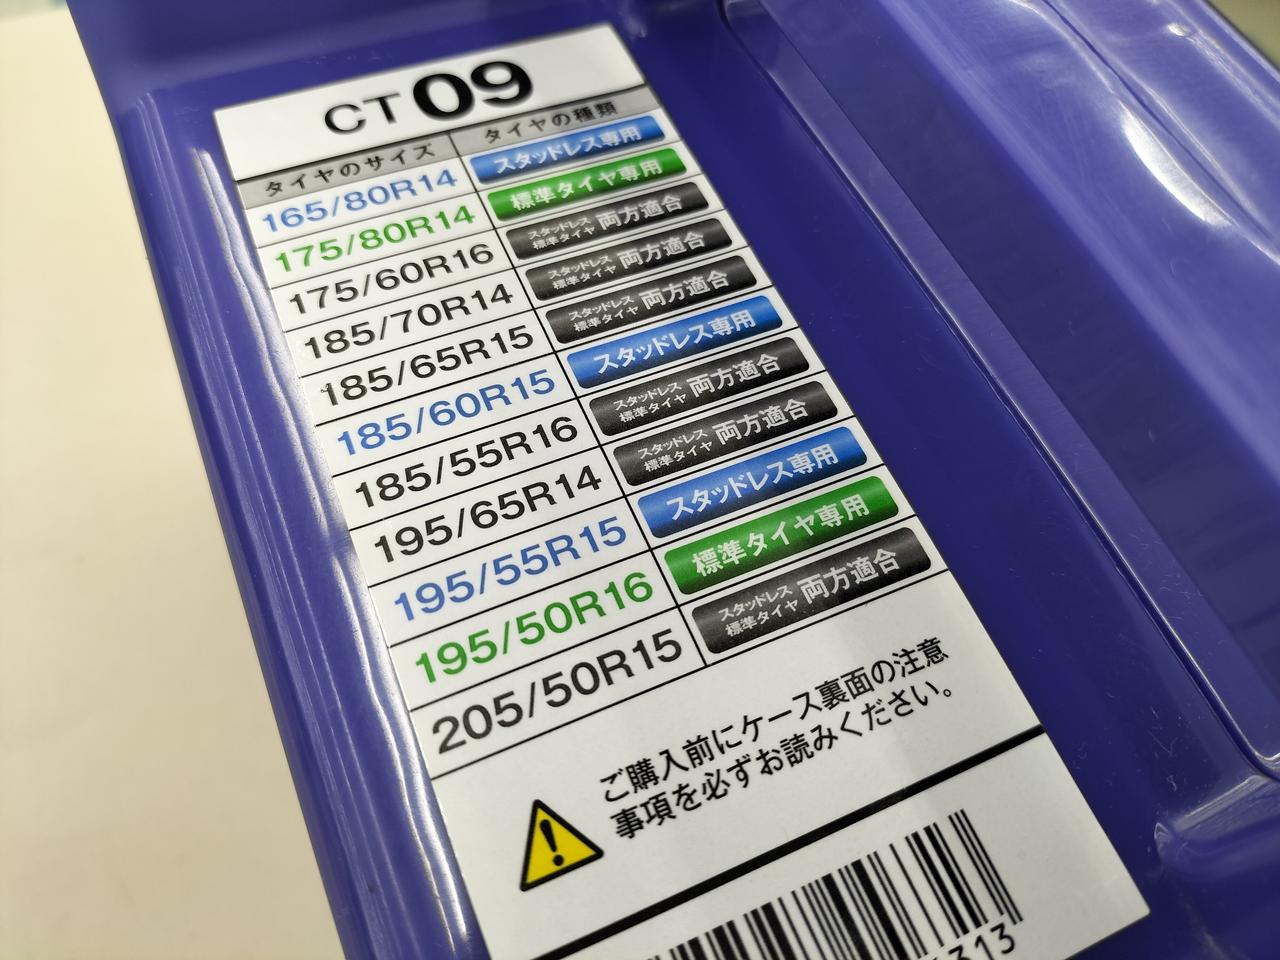 CT 09
タイヤのサイズ タイヤの種類
165/80R14 スタッドレス専用
175/80R14 標準タイヤ専用
175/60R16 スタッドレス 標準タイヤ 両方適合
185/70R14 スタッドレス 標準タイヤ 両方適合
185/65R15 スタッドレス 標準タイヤ 両方適合
185/60R15 スタッドレス専用
185/55R16 スタッドレス 標準タイヤ 両方適合
195/65R14 スタッドレス 標準タイヤ 両方適合
195/55R15 スタッドレス専用
195/50R16 標準タイヤ専用
205/50R15 スタッドレス 標準タイヤ 両方適合
ご購入前にケース裏面の注意
事項を必ずお読みください。
313